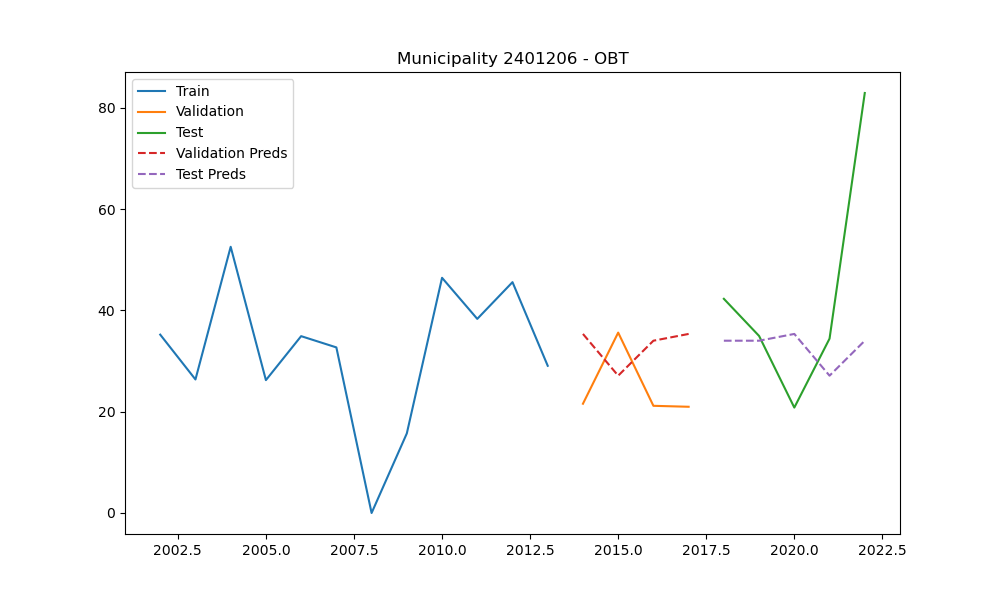 Municipality 2401206 - OBT
Train
Validation
Test
Validation Preds
Test Preds
80
60
40
20
0
2002.5 2005.0 2007.5 2010.0 2012.5 2015.0 2017.5 2020.0 2022.5